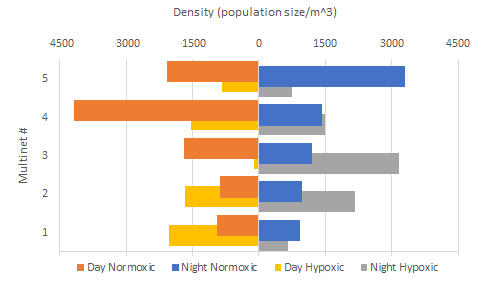 Density (population size/m^3)
4500 3000 1500 0 1500 3000 4500
5
4
3
2
1
Multinet #
Day Normoxic Night Normoxic Day Hypoxic Night Hypoxic